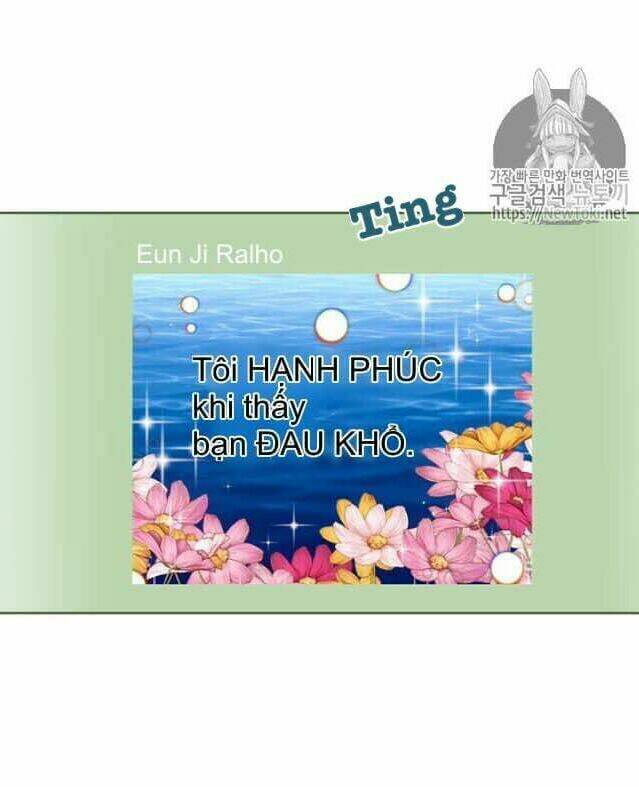 가장 빠른 만화 번역사이트
구글검색 뉴토끼
https://NewToki.net
Ting
Eun Ji Ralho
Tôi HẠNH PHÚC
khi thấy
bạn ĐAU KHỔ.